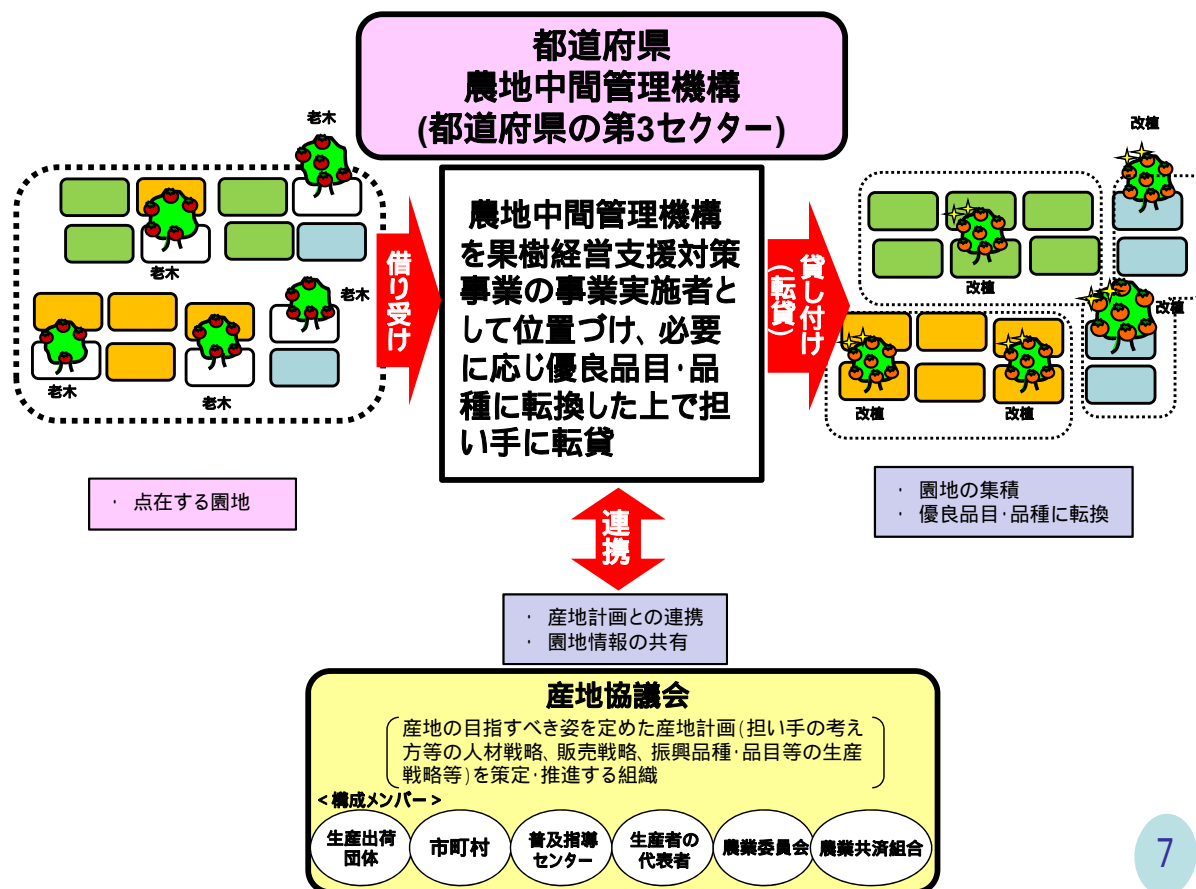 都道府県
農地中間管理機構
(都道府県の第3セクター)
老木
老木
老木
老木
老木
・ 点在する園地
借り受け
農地中間管理機構
を果樹経営支援対策
事業の事業実施者と
して位置づけ、必要
に応じ優良品目・品
種に転換した上で担
い手に転貸
貸し付け
(転貸)
改植
改植
改植
改植
改植
・ 園地の集積
・ 優良品目・品種に転換
連携
・ 産地計画との連携
・ 園地情報の共有
産地協議会
産地の目指すべき姿を定めた産地計画(担い手の考え
方等の人材戦略、販売戦略、振興品種・品目等の生産
戦略等)を策定・推進する組織
<構成メンバー>
生産出荷
団体
市町村
普及指導
センター
生産者の
代表者
農業委員会
農業共済組合
7